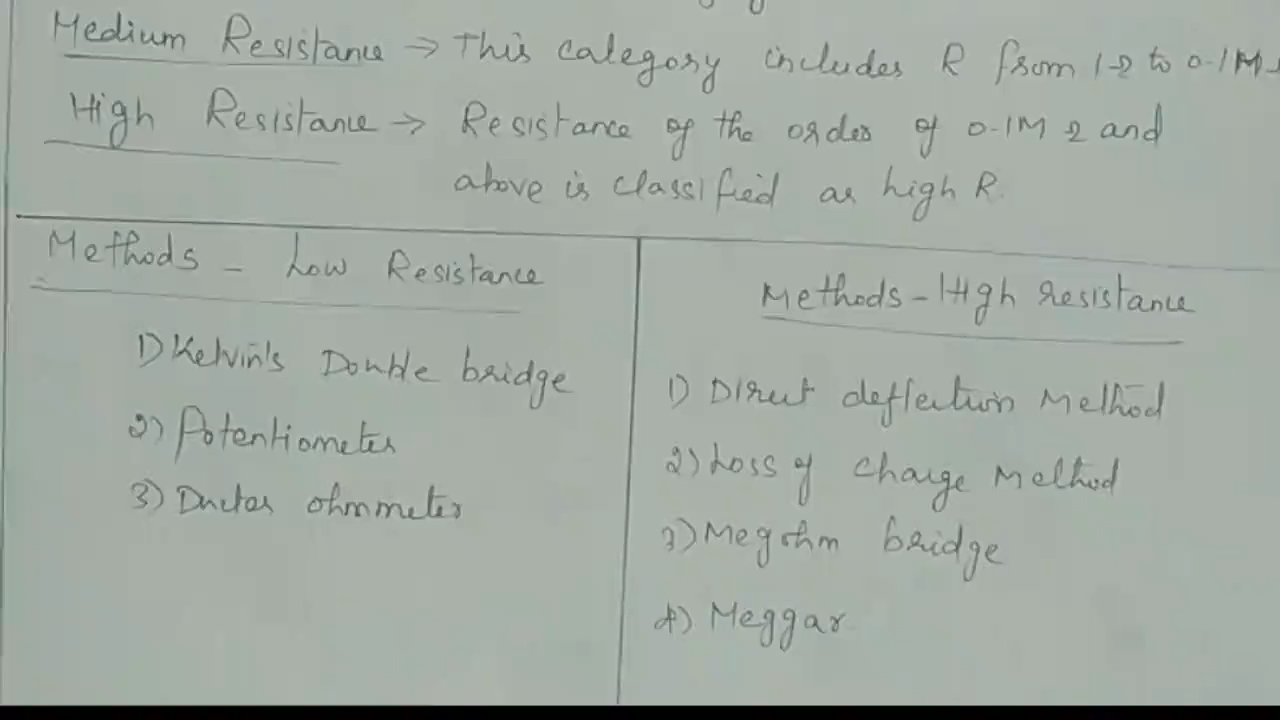 Medium Resistance → This category includes R from 1Ω to 0.1M
High Resistance → Resistance of the order of 0.1MΩ and
above is classified as high R.
Methods - Low Resistance
1) Kelvin's Double bridge
2) Potentiometer
3) Ductor ohmmeter
Methods - High resistance
1) Direct deflection Method
2) Loss of charge Method
3) Megohm bridge
4) Meggar